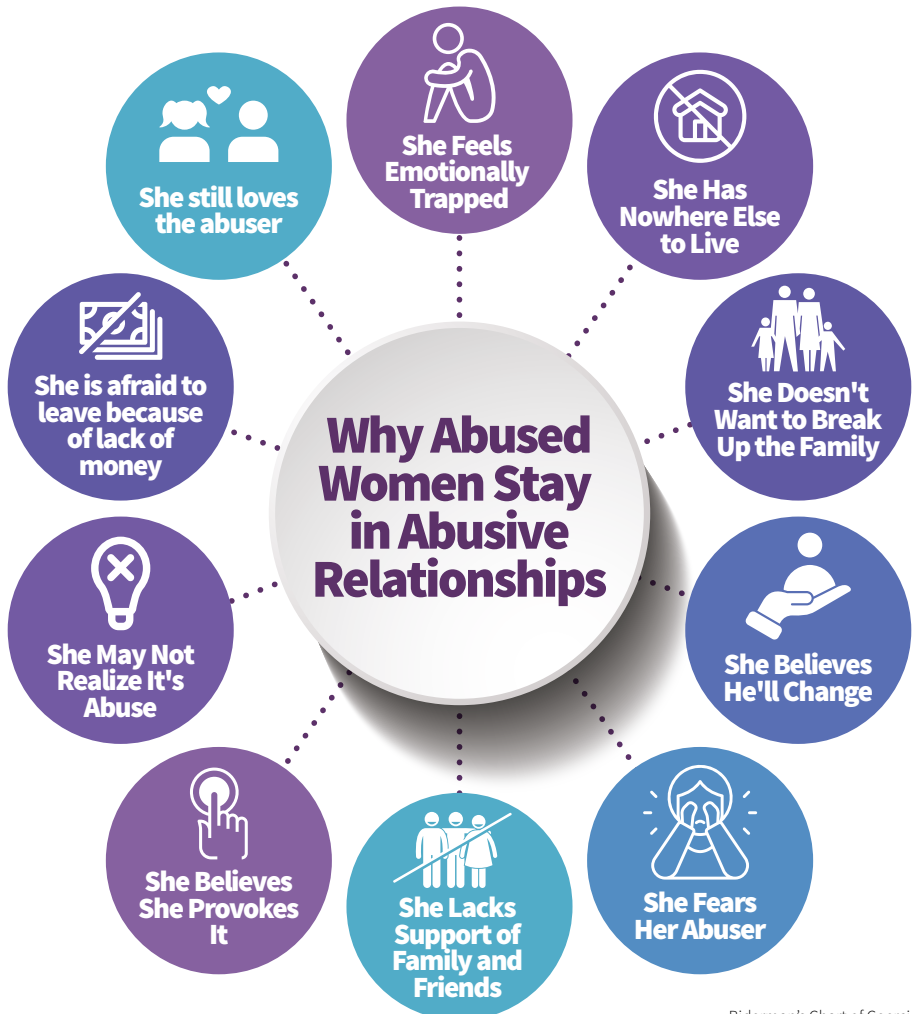 She Feels
Emotionally
Trapped
She Has
Nowhere Else
to Live
She Doesn't
Want to Break
Up the Family
She Believes
He'll Change
She Fears
Her Abuser
She Lacks
Support of
Family and
Friends
She Believes
She Provokes
It
She May Not
Realize It's
Abuse
She is afraid to
leave because
of lack of
money
She still loves
the abuser
Why Abused
Women Stay
in Abusive
Relationships